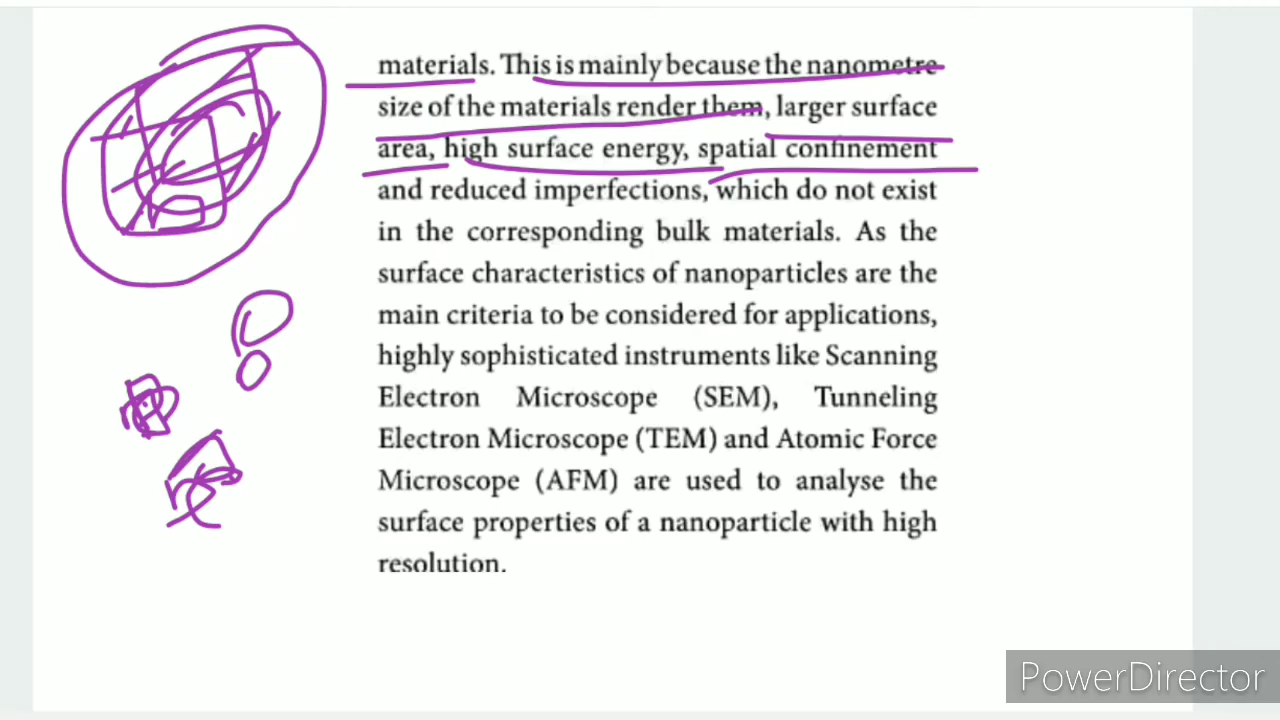 materials. This is mainly because the nanometre
size of the materials render them, larger surface
area, high surface energy, spatial confinement
and reduced imperfections, which do not exist
in the corresponding bulk materials. As the
surface characteristics of nanoparticles are the
main criteria to be considered for applications,
highly sophisticated instruments like Scanning
Electron Microscope (SEM), Tunneling
Electron Microscope (TEM) and Atomic Force
Microscope (AFM) are used to analyse the
surface properties of a nanoparticle with high
resolution.
PowerDirector